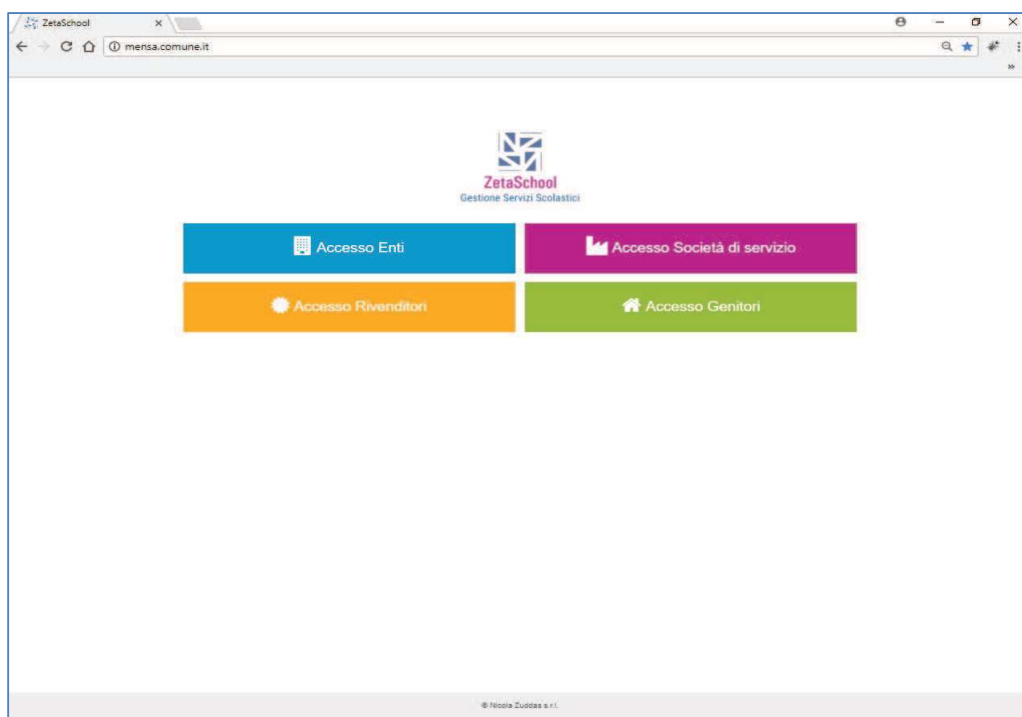 ZetaSchool
mensa.comune.it
ZetaSchool
Gestione Servizi Scolastici
Accesso Enti
Accesso Società di servizio
Accesso Rivenditori
Accesso Genitori
© Nicola Zuddas s.r.l.